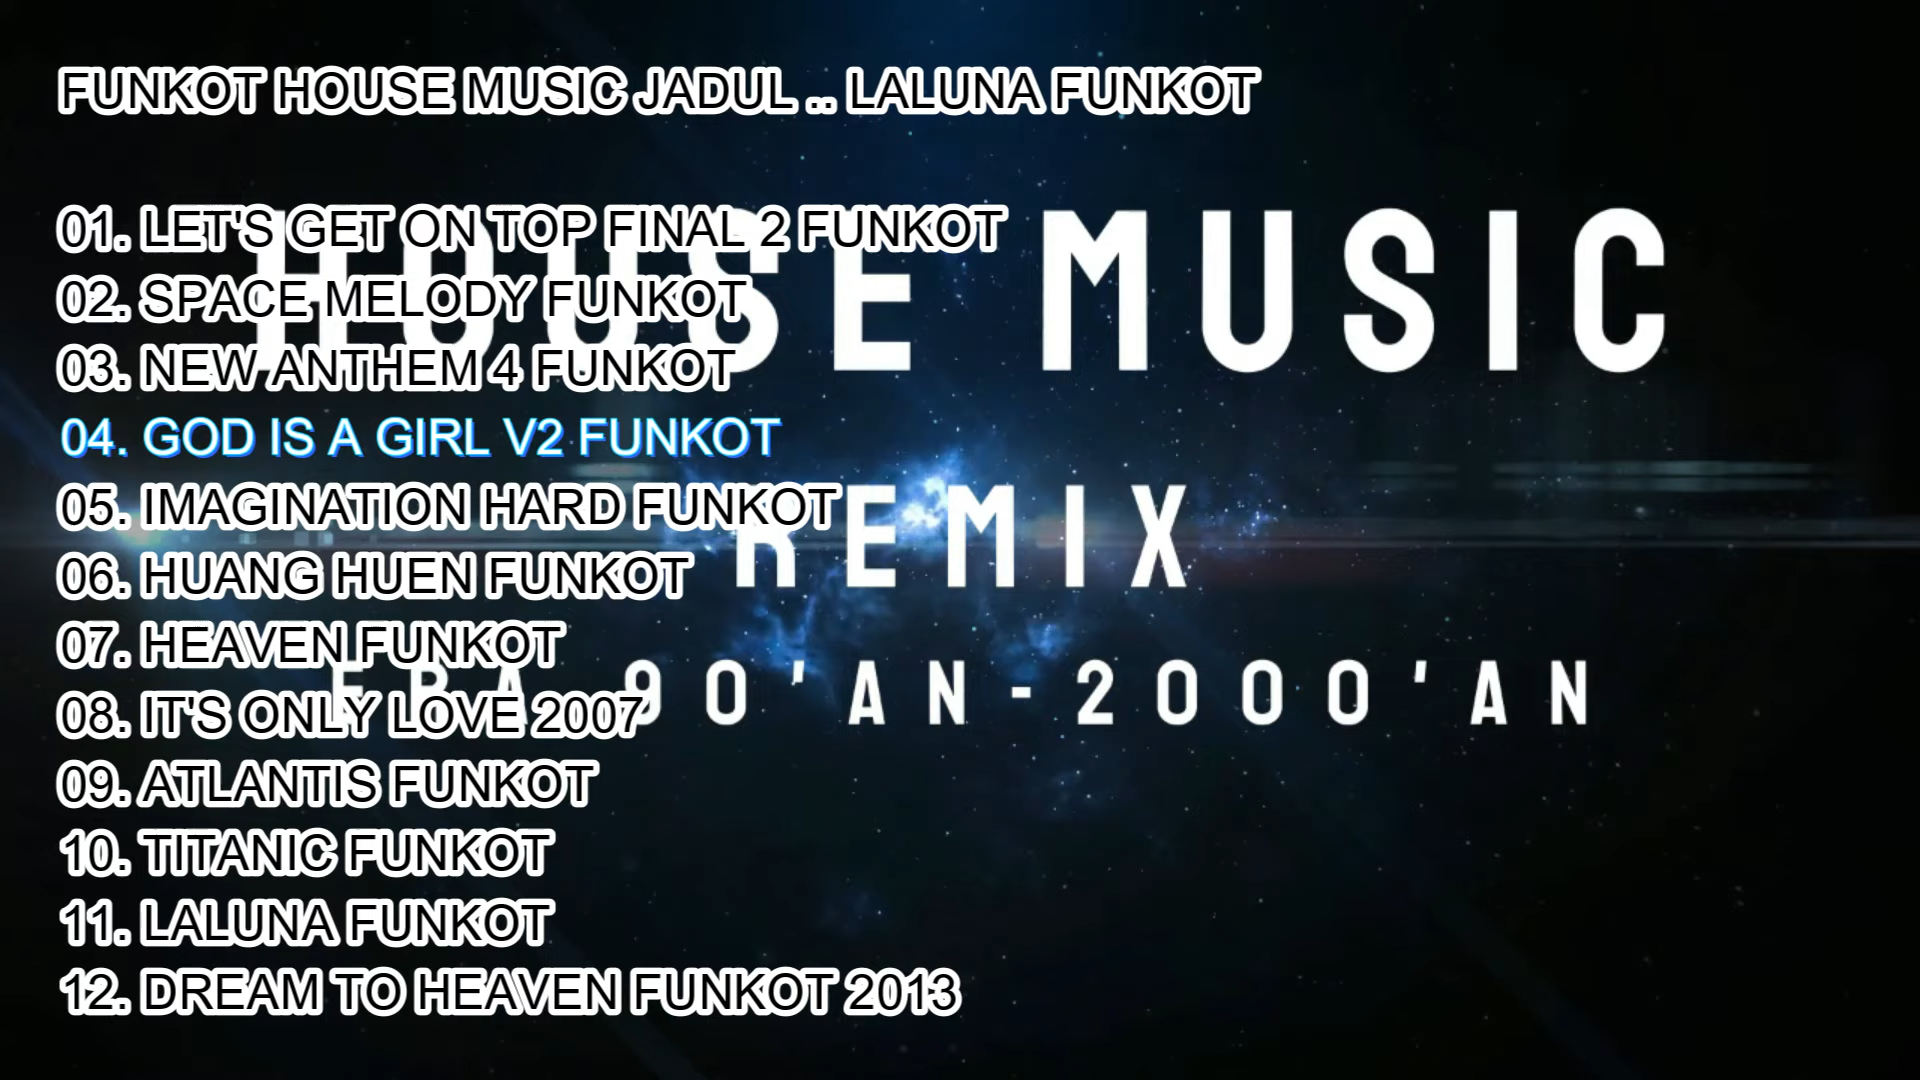 FUNKOT HOUSE MUSIC JADUL .. LALUNA FUNKOT
01. LET'S GET ON TOP FINAL 2 FUNKOT
02. SPACE MELODY FUNKOT
03. NEW ANTHEM 4 FUNKOT
04. GOD IS A GIRL V2 FUNKOT
05. IMAGINATION HARD FUNKOT
06. HUANG HUEN FUNKOT
07. HEAVEN FUNKOT
08. IT'S ONLY LOVE 2007
09. ATLANTIS FUNKOT
10. TITANIC FUNKOT
11. LALUNA FUNKOT
12. DREAM TO HEAVEN FUNKOT 2013
HOUSE MUSIC
REMIX
ERA 90'AN-2000'AN